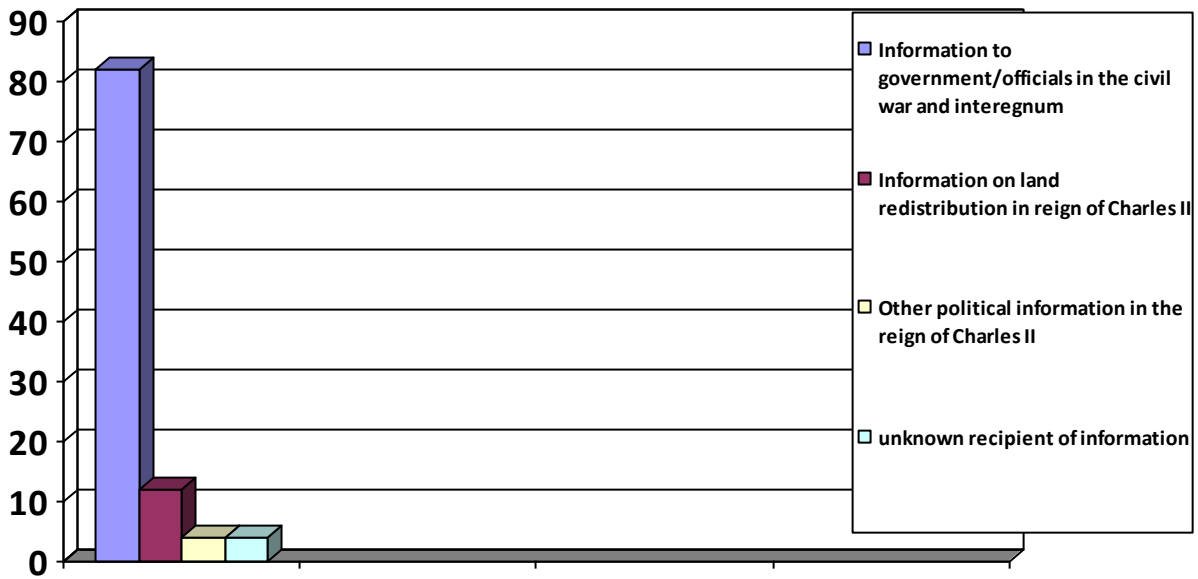 90
80
70
60
50
40
30
20
10
0
Information to
government/officials in the civil
war and interegnum
Information on land
redistribution in reign of Charles II
Other political information in the
reign of Charles II
unknown recipient of information